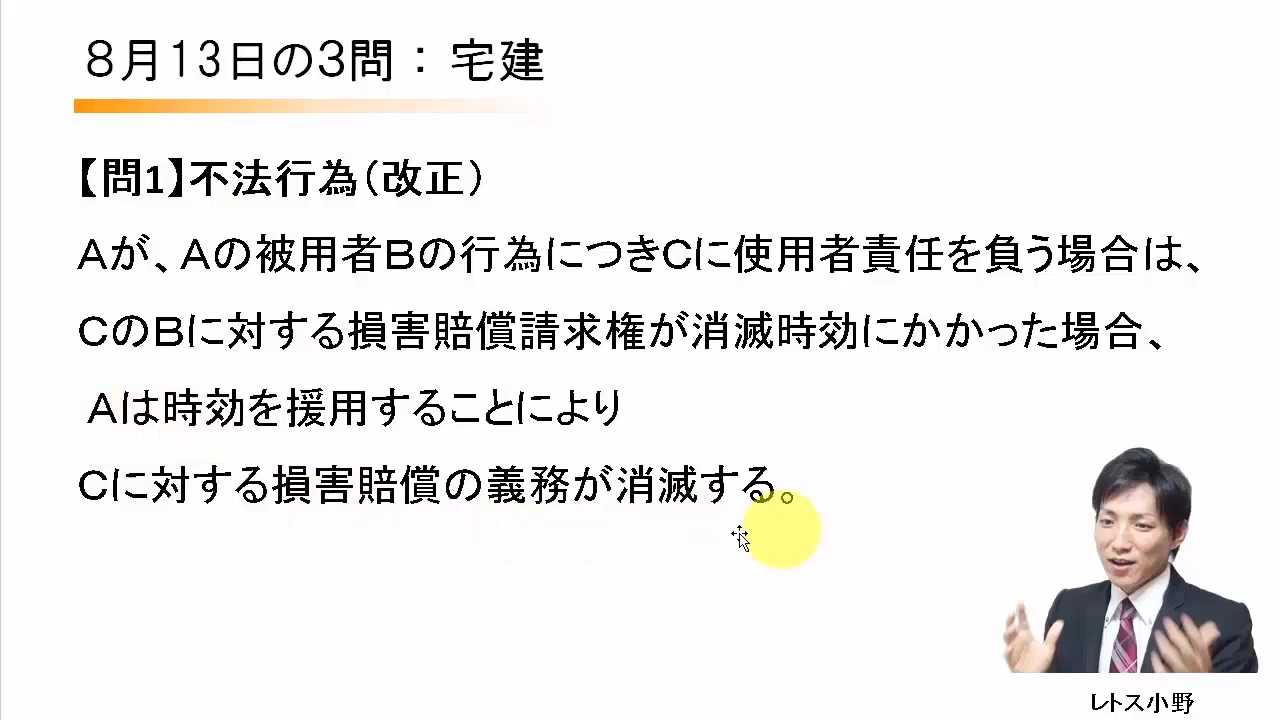 ８月13日の３問：宅建
【問1】不法行為（改正）
Ａが、Ａの被用者Ｂの行為につきＣに使用者責任を負う場合は、
ＣのＢに対する損害賠償請求権が消滅時効にかかった場合、
Ａは時効を援用することにより
Ｃに対する損害賠償の義務が消滅する。
レトス小野